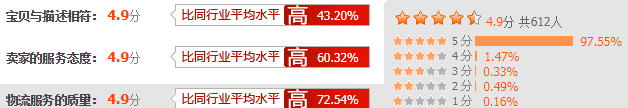 宝贝与描述相符：4.9分 比同行业平均水平 高 43.20%
卖家的服务态度：4.9分 比同行业平均水平 高 60.32%
物流服务的质量：4.9分 比同行业平均水平 高 72.54%
4.9分 共612人
5分 97.55%
4分 1.47%
3分 0.33%
2分 0.49%
1分 0.16%